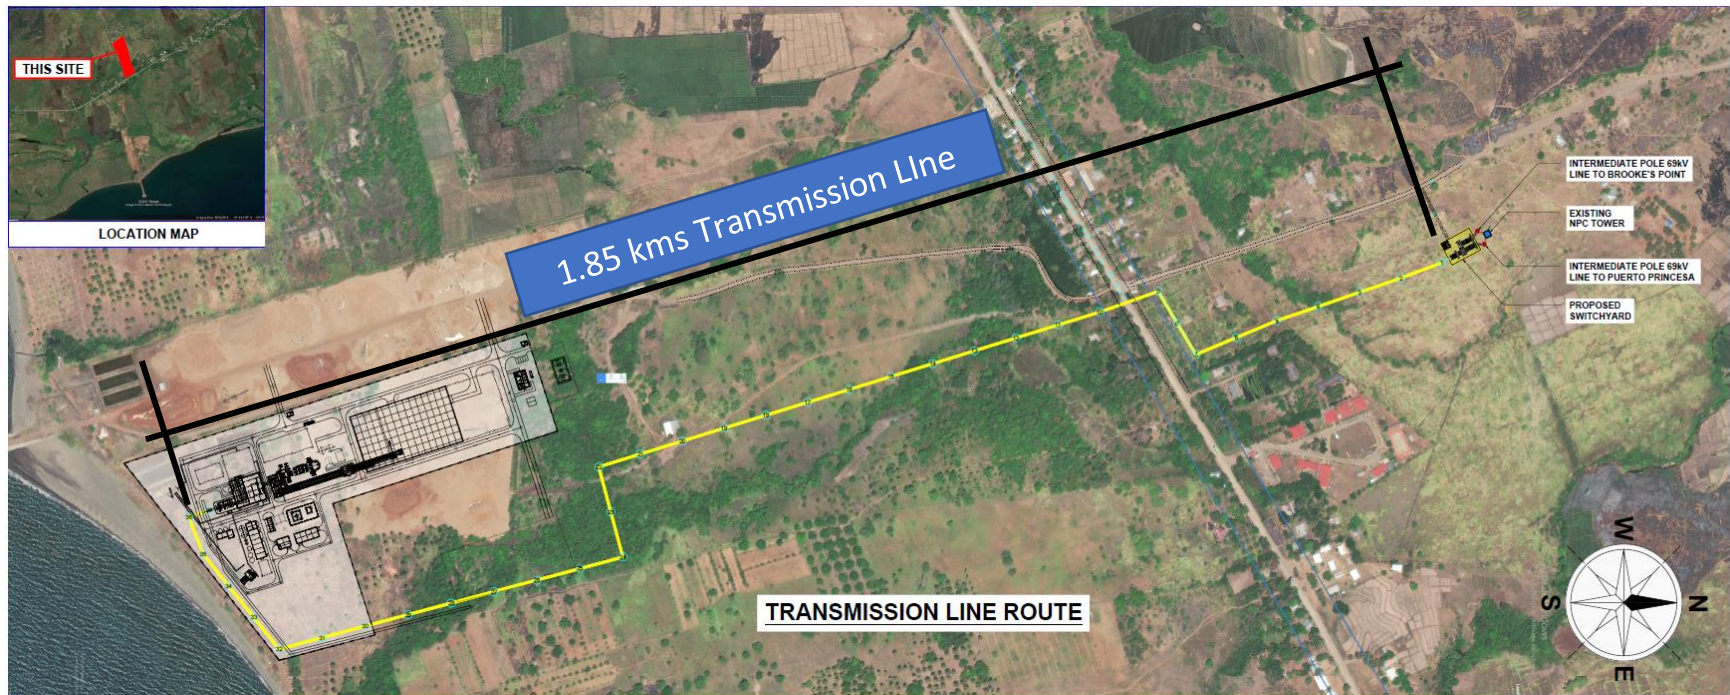 THIS SITE
LOCATION MAP
1.85 kms Transmission LIne
INTERMEDIATE POLE 69kV
LINE TO BROOKE'S POINT
EXISTING
NPC TOWER
INTERMEDIATE POLE 69kV
LINE TO PUERTO PRINCESA
PROPOSED
SWITCHYARD
TRANSMISSION LINE ROUTE
W
S
N
E